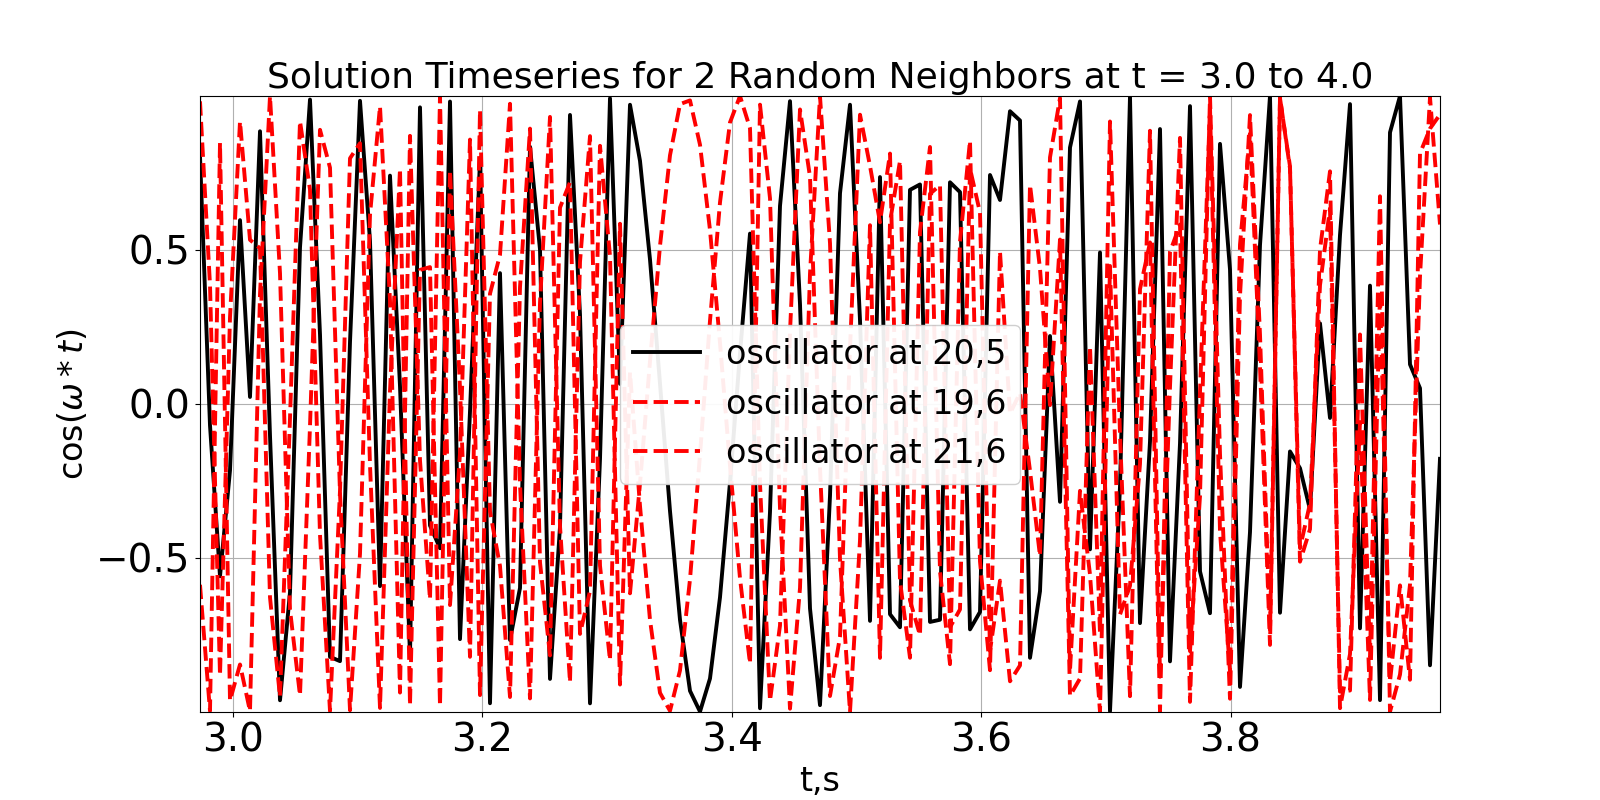 Solution Timeseries for 2 Random Neighbors at t = 3.0 to 4.0
cos(ω * t)
0.5
0.0
−0.5
oscillator at 20,5
oscillator at 19,6
oscillator at 21,6
3.0 3.2 3.4 3.6 3.8
t,s